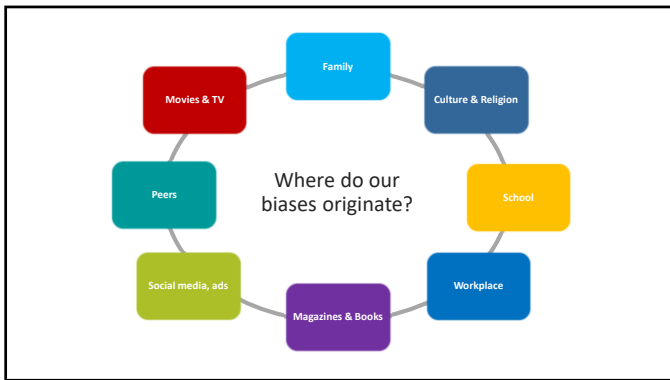 Family
Movies & TV
Culture & Religion
Where do our
biases originate?
Peers
School
Social media, ads
Workplace
Magazines & Books